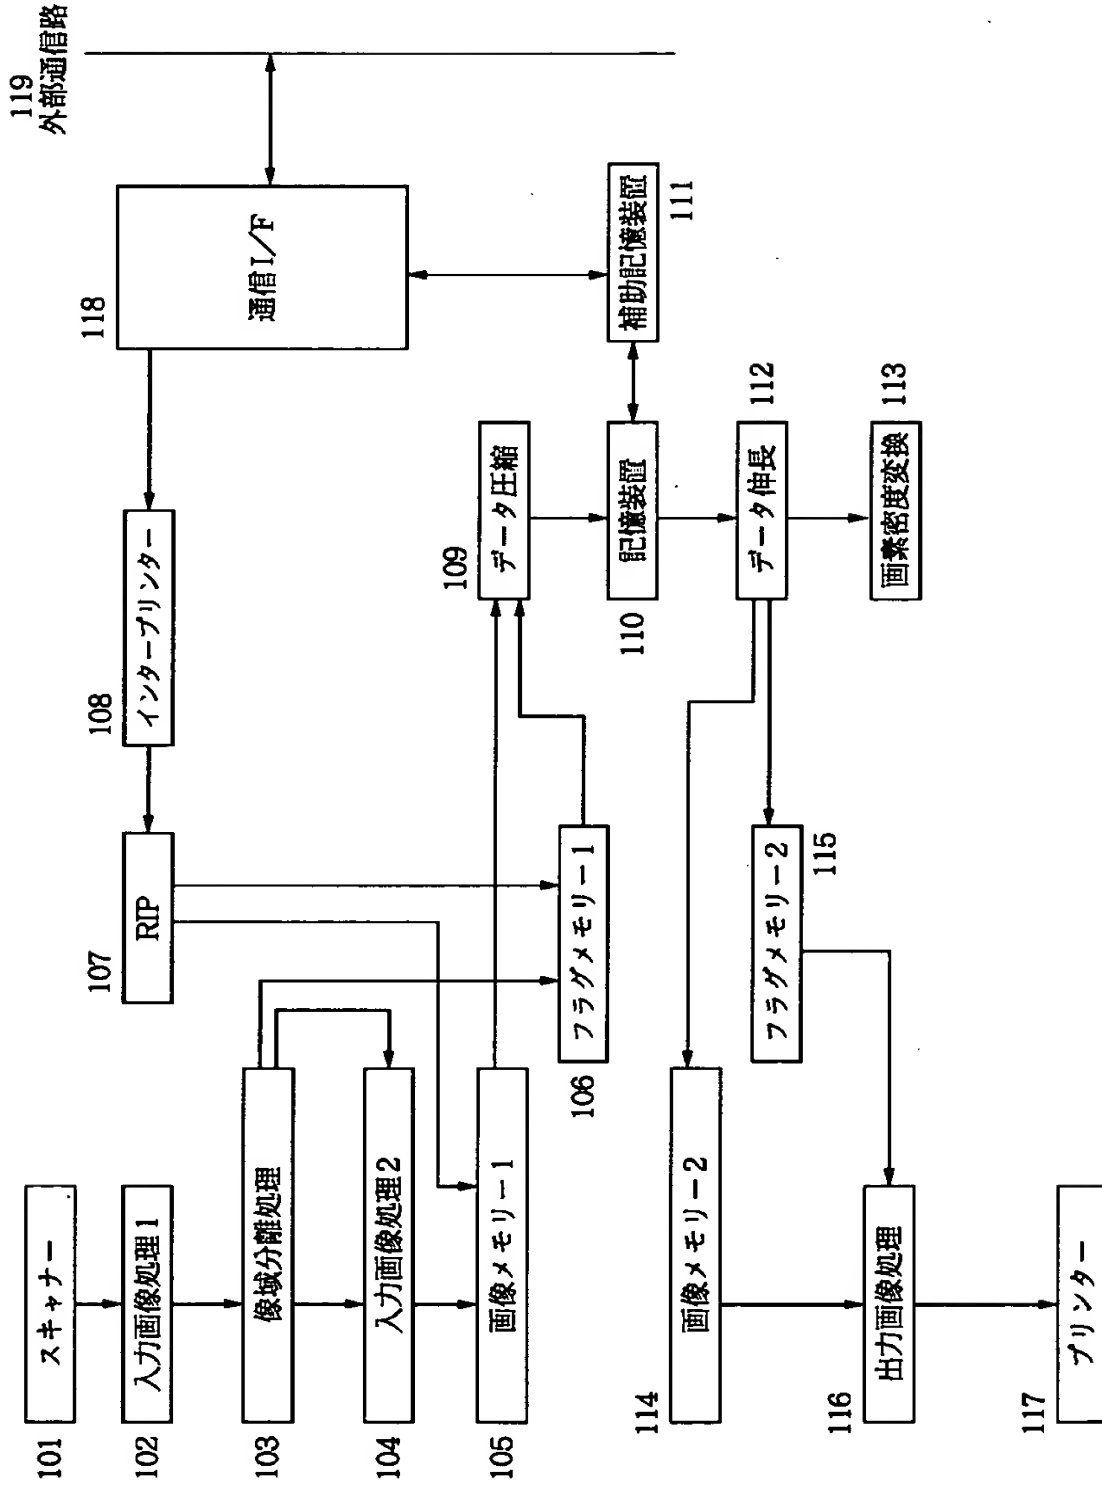 101
スキャナー
102
入力画像処理1
103
像域分離処理
104
入力画像処理2
105
画像メモリー1
106
フラグメモリー1
107
RIP
108
インタープリンター
109
データ圧縮
110
記憶装置
111
補助記憶装置
112
データ伸長
113
画素密度変換
114
画像メモリー2
115
フラグメモリー2
116
出力画像処理
117
プリンター
118
通信I/F
119
外部通信路